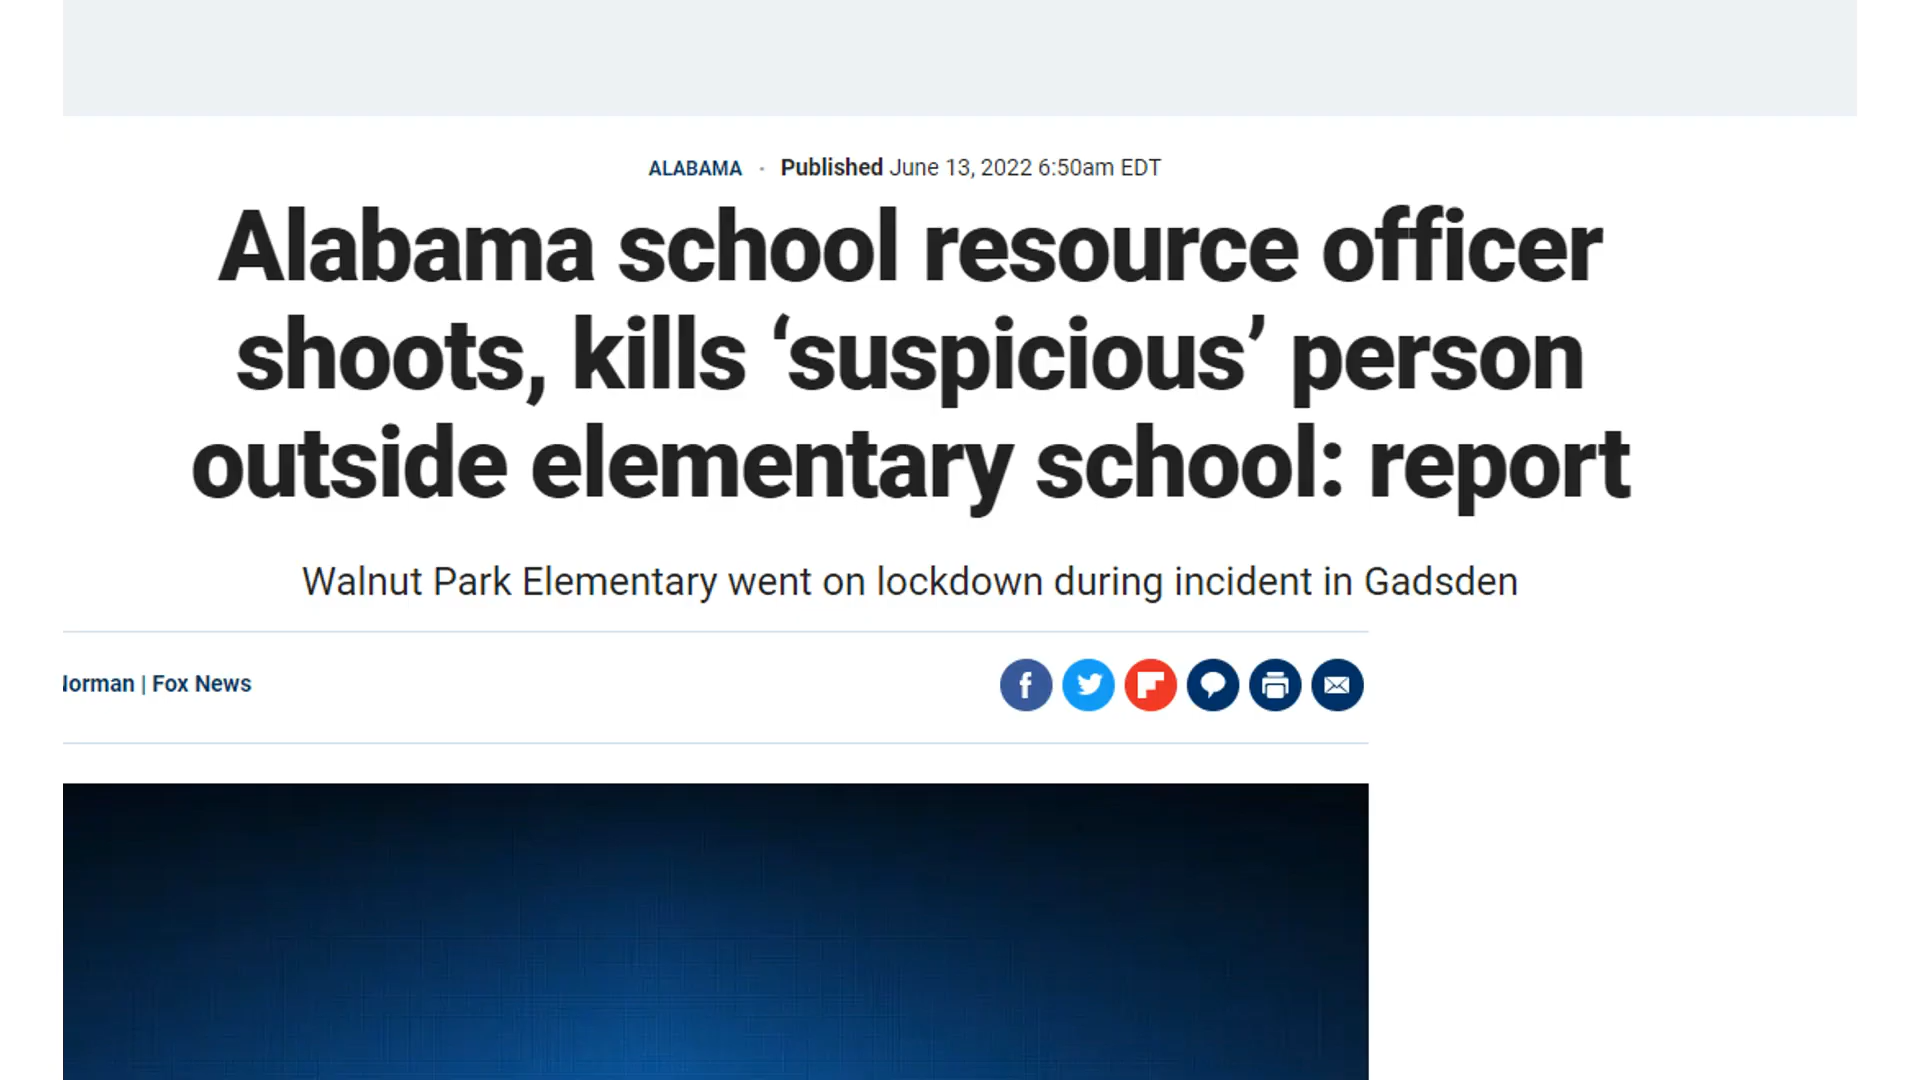 ALABAMA · Published June 13, 2022 6:50am EDT
Alabama school resource officer
shoots, kills ‘suspicious’ person
outside elementary school: report
Walnut Park Elementary went on lockdown during incident in Gadsden
| Fox News